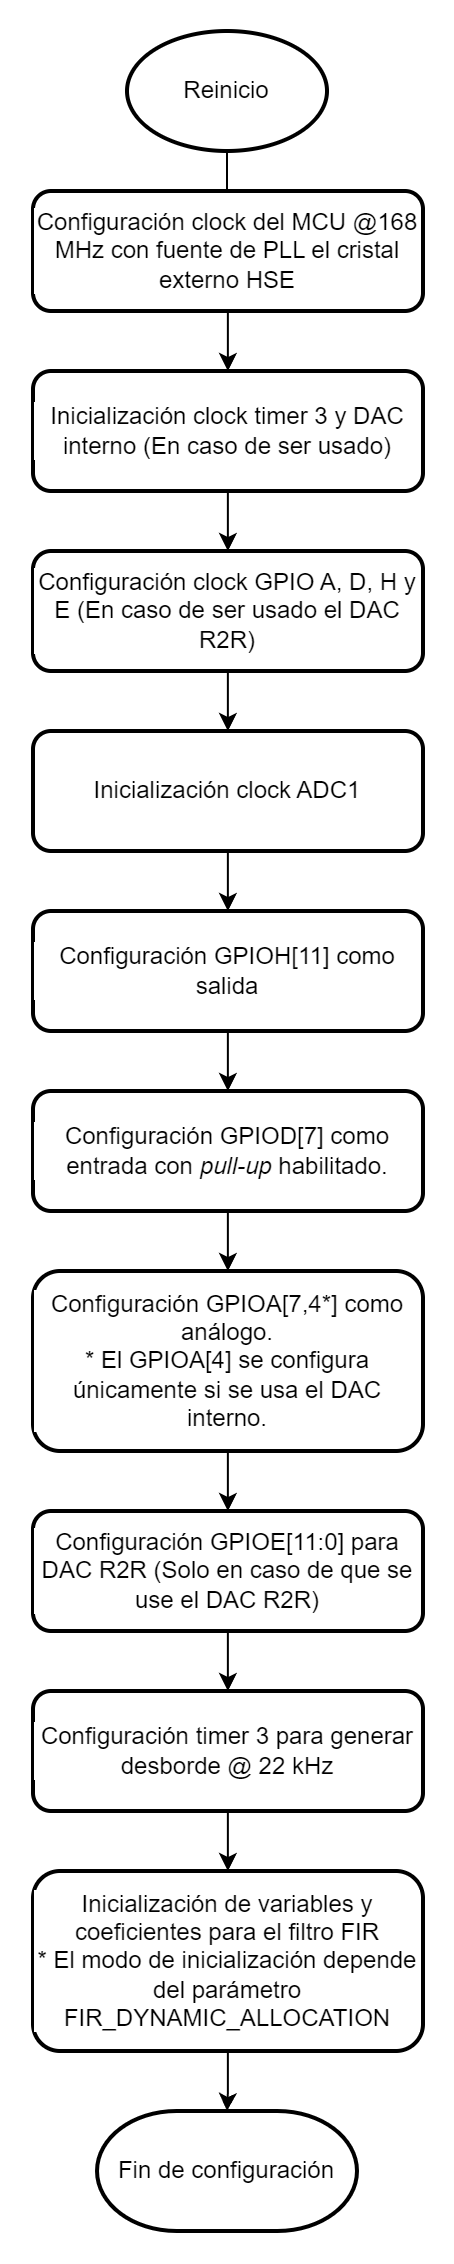 Reinicio
Configuración clock del MCU @168
MHz con fuente de PLL el cristal
externo HSE
Inicialización clock timer 3 y DAC
interno (En caso de ser usado)
Configuración clock GPIO A, D, H y
E (En caso de ser usado el DAC
R2R)
Inicialización clock ADC1
Configuración GPIOH[11] como
salida
Configuración GPIOD[7] como
entrada con pull-up habilitado.
Configuración GPIOA[7,4*] como
análogo.
* El GPIOA[4] se configura
únicamente si se usa el DAC
interno.
Configuración GPIOE[11:0] para
DAC R2R (Solo en caso de que se
use el DAC R2R)
Configuración timer 3 para generar
desborde @ 22 kHz
Inicialización de variables y
coeficientes para el filtro FIR
* El modo de inicialización depende
del parámetro
FIR_DYNAMIC_ALLOCATION
Fin de configuración